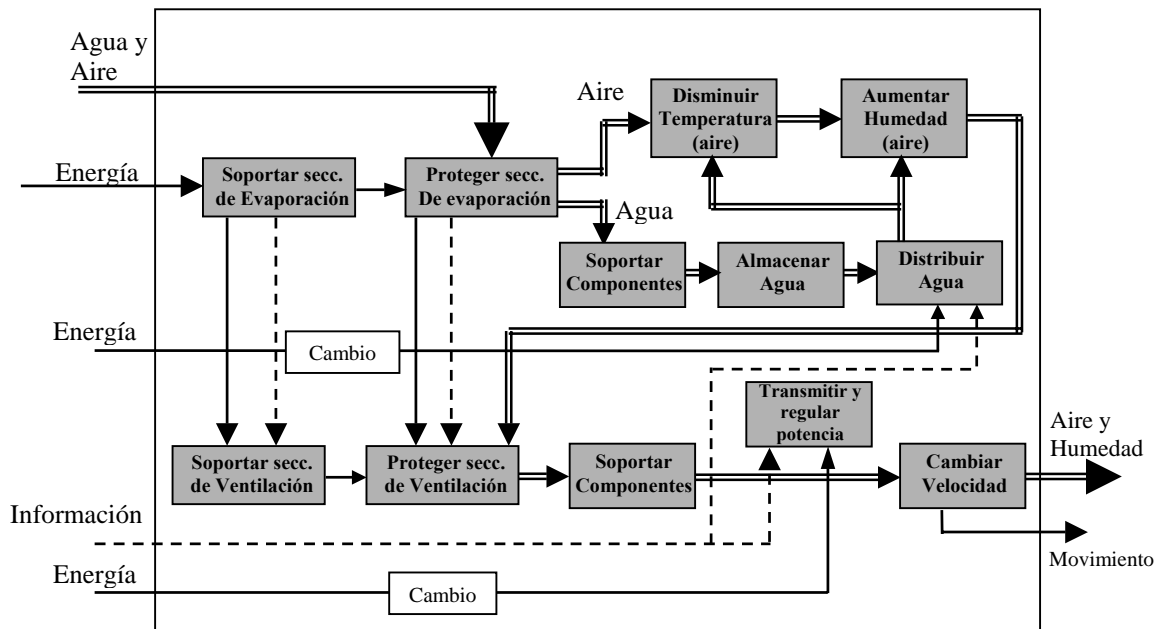 Agua y
Aire
Aire
Disminuir
Temperatura
(aire)
Aumentar
Humedad
(aire)
Energía
Soportar secc.
de Evaporación
Proteger secc.
De evaporación
Agua
Soportar
Componentes
Almacenar
Agua
Distribuir
Agua
Energía
Cambio
Transmitir y
regular
potencia
Aire y
Humedad
Soportar secc.
de Ventilación
Proteger secc.
de Ventilación
Soportar
Componentes
Cambiar
Velocidad
Información
Movimiento
Energía
Cambio